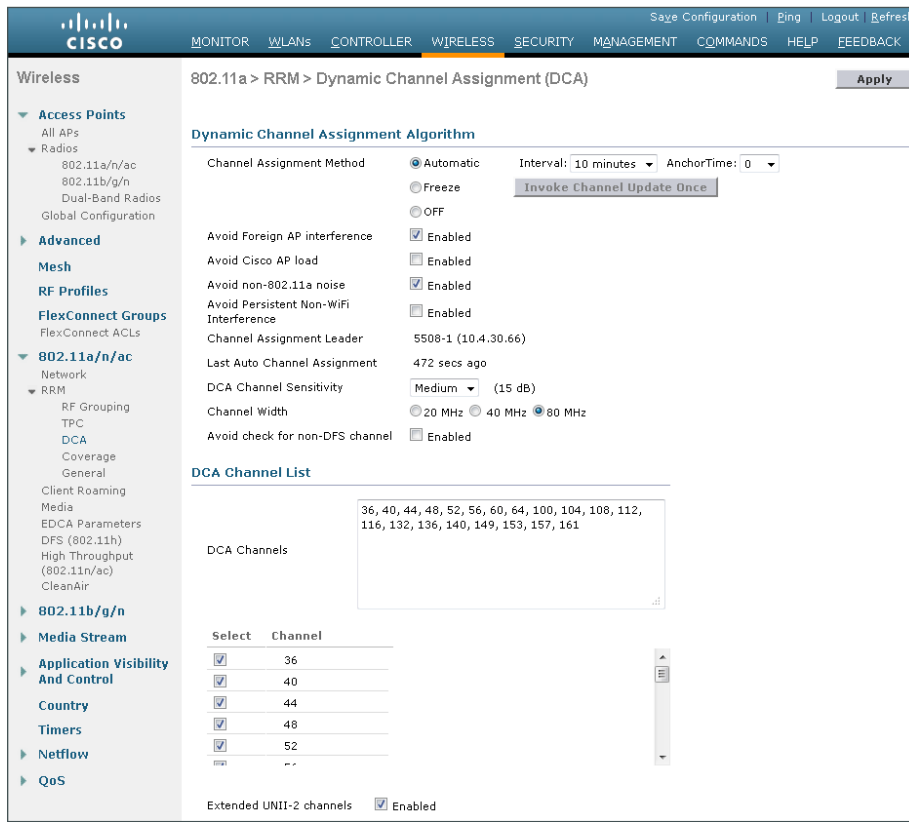 Save Configuration | Ping | Logout | Refresh
CISCO
MONITOR WLANs CONTROLLER WIRELESS SECURITY MANAGEMENT COMMANDS HELP FEEDBACK
Wireless
Access Points
All APs
Radios
802.11a/n/ac
802.11b/g/n
Dual-Band Radios
Global Configuration
Advanced
Mesh
RF Profiles
FlexConnect Groups
FlexConnect ACLs
802.11a/n/ac
Network
RRM
RF Grouping
TPC
DCA
Coverage
General
Client Roaming
Media
EDCA Parameters
DFS (802.11h)
High Throughput
(802.11n/ac)
CleanAir
802.11b/g/n
Media Stream
Application Visibility
And Control
Country
Timers
Netflow
QoS
802.11a > RRM > Dynamic Channel Assignment (DCA)
Apply
Dynamic Channel Assignment Algorithm
Channel Assignment Method Automatic Interval: 10 minutes AnchorTime: 0
Freeze Invoke Channel Update Once
OFF
Avoid Foreign AP interference Enabled
Avoid Cisco AP load Enabled
Avoid non-802.11a noise Enabled
Avoid Persistent Non-WiFi
Interference Enabled
Channel Assignment Leader 5508-1 (10.4.30.66)
Last Auto Channel Assignment 472 secs ago
DCA Channel Sensitivity Medium (15 dB)
Channel Width 20 MHz 40 MHz 80 MHz
Avoid check for non-DFS channel Enabled
DCA Channel List
DCA Channels
36, 40, 44, 48, 52, 56, 60, 64, 100, 104, 108, 112,
116, 132, 136, 140, 149, 153, 157, 161
Select Channel
36
40
44
48
52
Extended UNII-2 channels Enabled